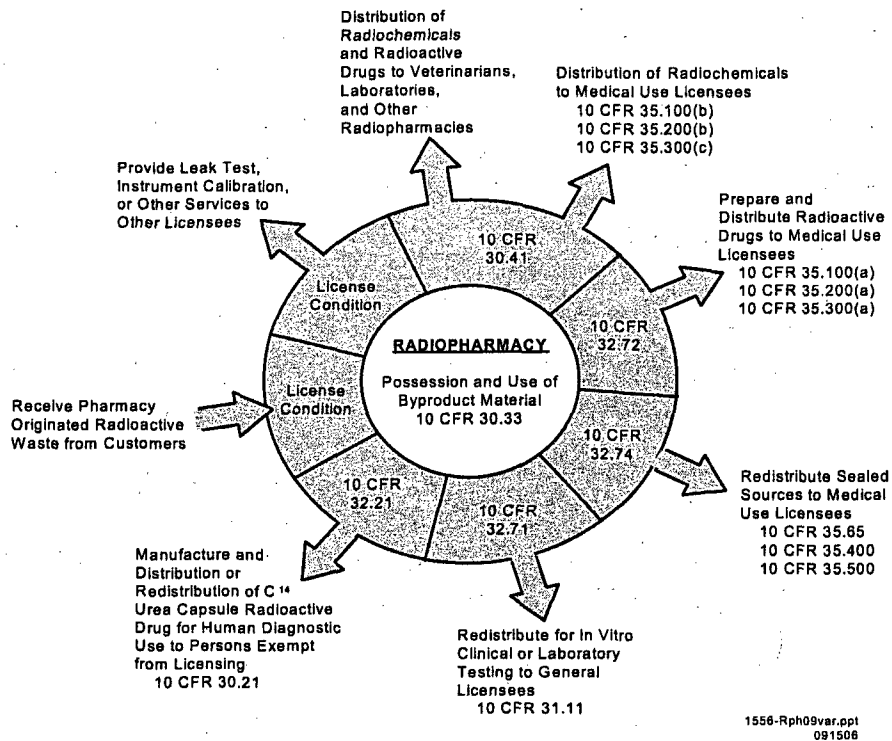 Distribution of
Radiochemicals
and Radioactive
Drugs to Veterinarians,
Laboratories,
and Other
Radiopharmacies
Distribution of Radiochemicals
to Medical Use Licensees
10 CFR 35.100(b)
10 CFR 35.200(b)
10 CFR 35.300(c)
Provide Leak Test,
Instrument Calibration,
or Other Services to
Other Licensees
Prepare and
Distribute Radioactive
Drugs to Medical Use
Licensees
10 CFR 35.100(a)
10 CFR 35.200(a)
10 CFR 35.300(a)
10 CFR
30.41
License
Condition
10 CFR
32.72
RADIOPHARMACY
Possession and Use of
Byproduct Material
10 CFR 30.33
License
Condition
Receive Pharmacy
Originated Radioactive
Waste from Customers
10 CFR
32.74
10 CFR
32.21
10 CFR
32.71
Redistribute Sealed
Sources to Medical
Use Licensees
10 CFR 35.65
10 CFR 35.400
10 CFR 35.500
Manufacture and
Distribution or
Redistribution of C 14
Urea Capsule Radioactive
Drug for Human Diagnostic
Use to Persons Exempt
from Licensing
10 CFR 30.21
Redistribute for In Vitro
Clinical or Laboratory
Testing to General
Licensees
10 CFR 31.11
1556-Rph09var.ppt
091506